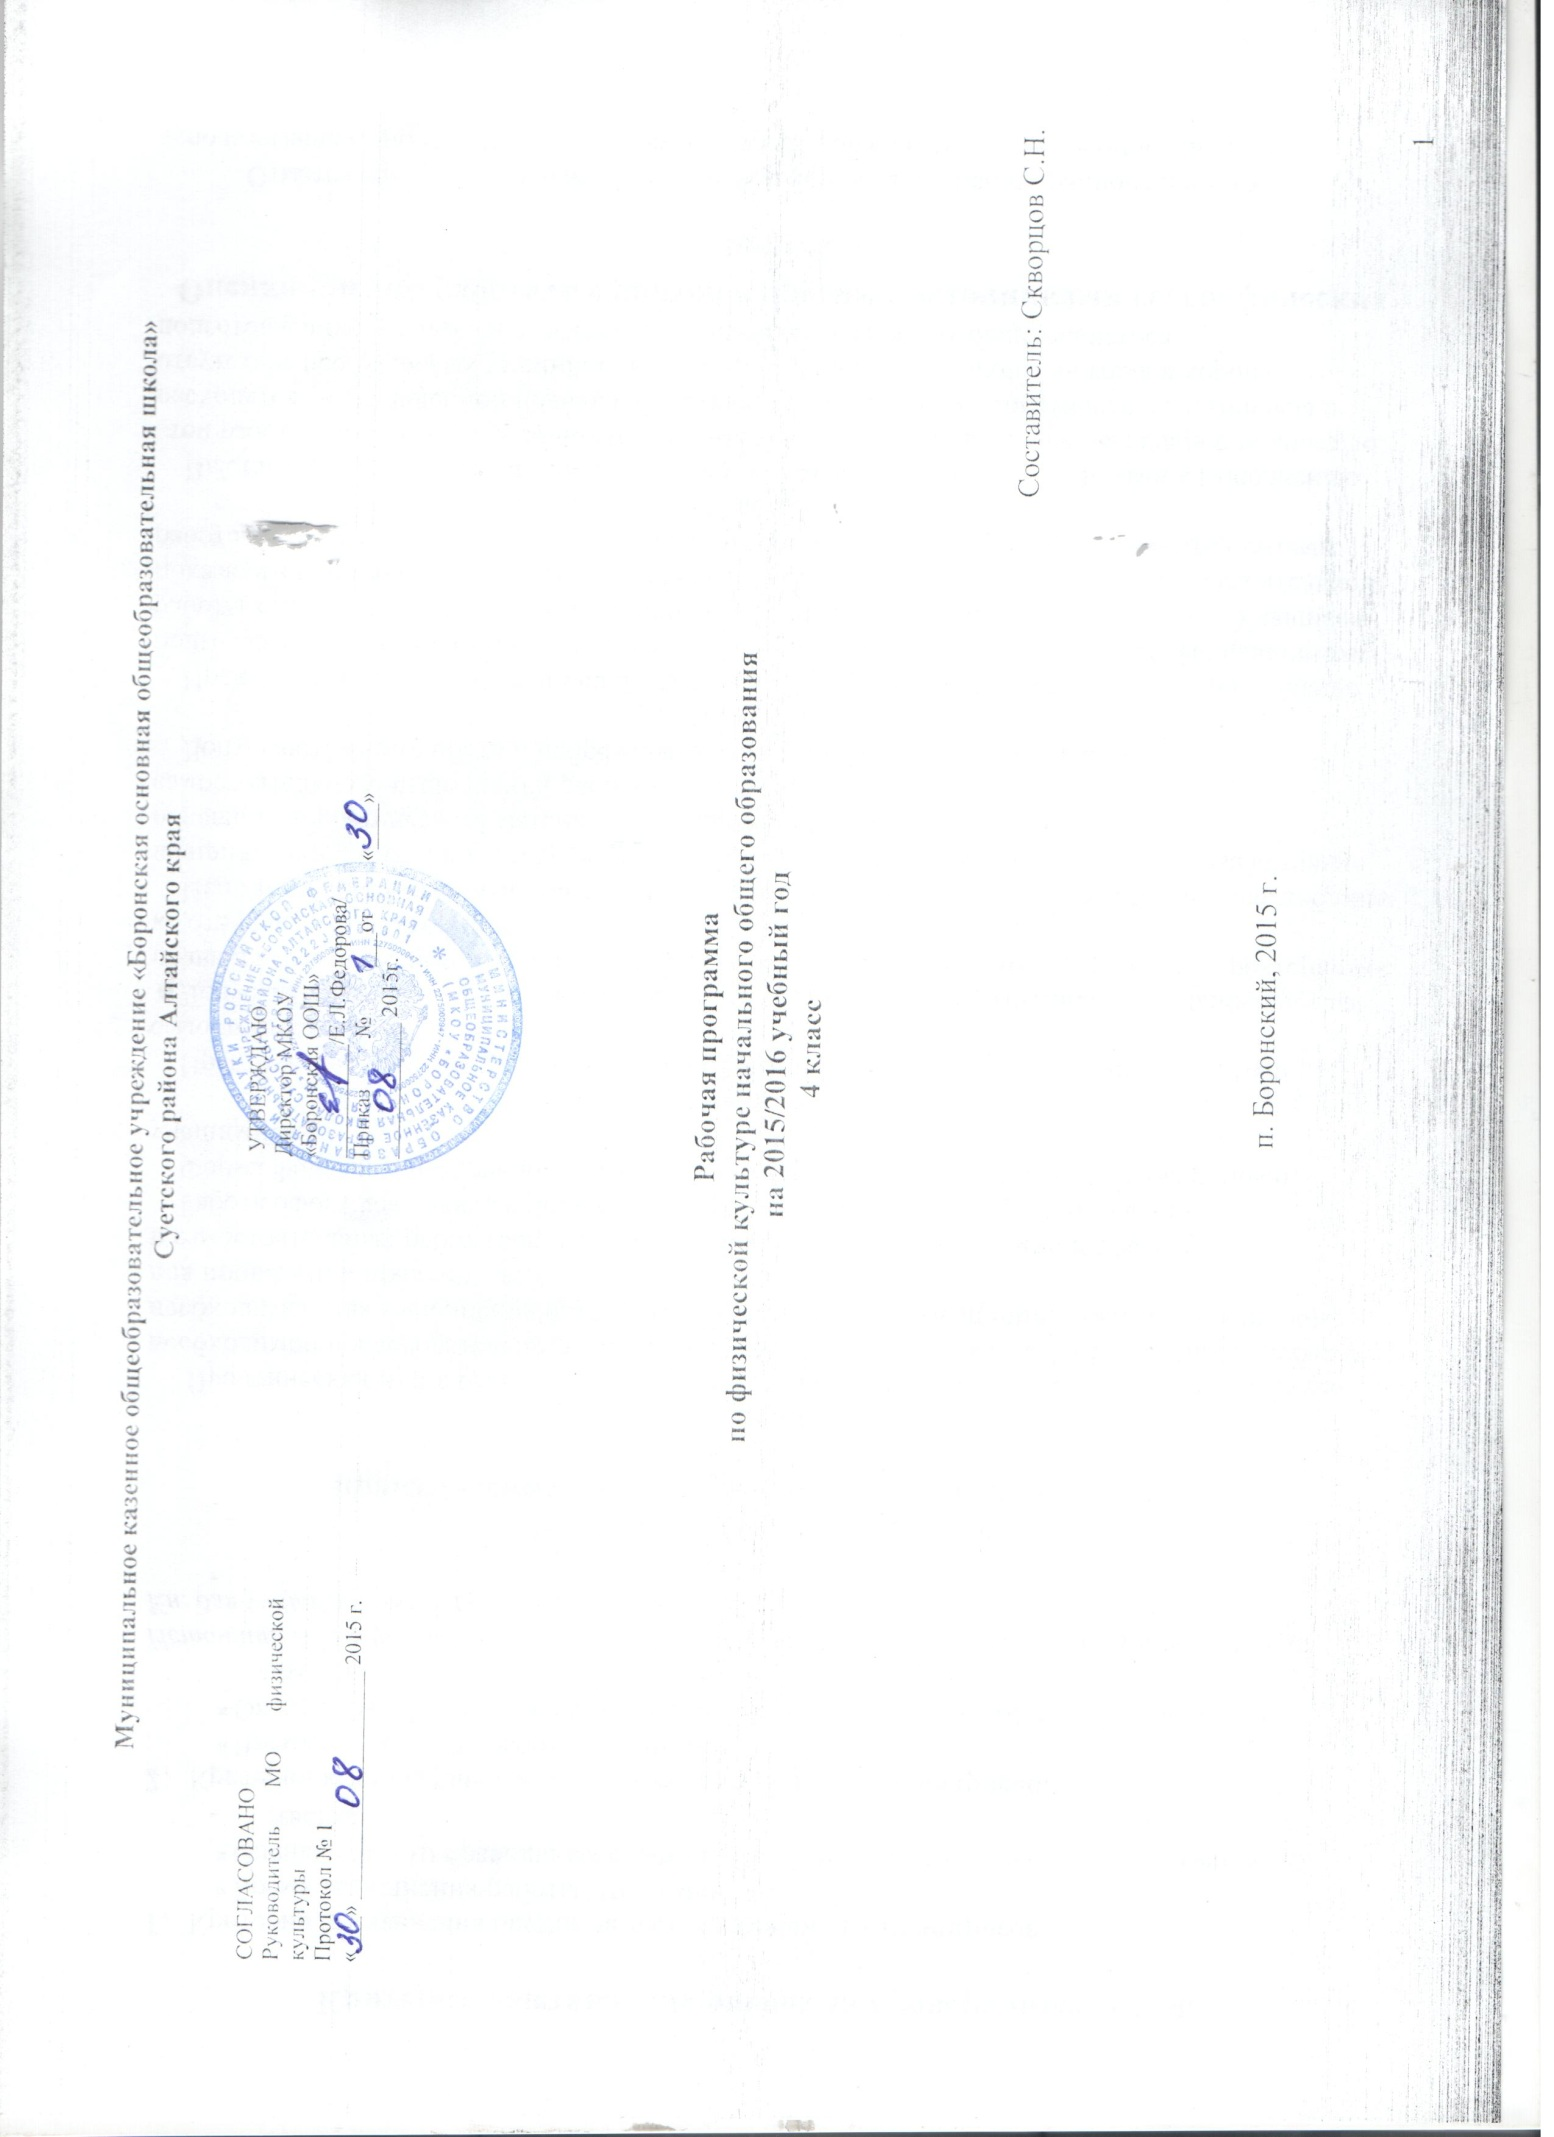 Муниципальное казенное общеобразовательное учреждение «Боронская основная общеобразовательная школа»
Суетского района Алтайского края
СОГЛАСОВАНО
Руководитель МО физической
культуры
Протокол № 1
«30» 08 2015 г.
УТВЕРЖДАЮ
Директор МКОУ
«Боронская ООШ»
/Е.Л.Федорова/
Приказ № 1 от «30»
08 2015г.
Рабочая программа
по физической культуре начального общего образования
на 2015/2016 учебный год
4 класс
Составитель: Скворцов С.Н.
п. Боронский, 2015 г.
1